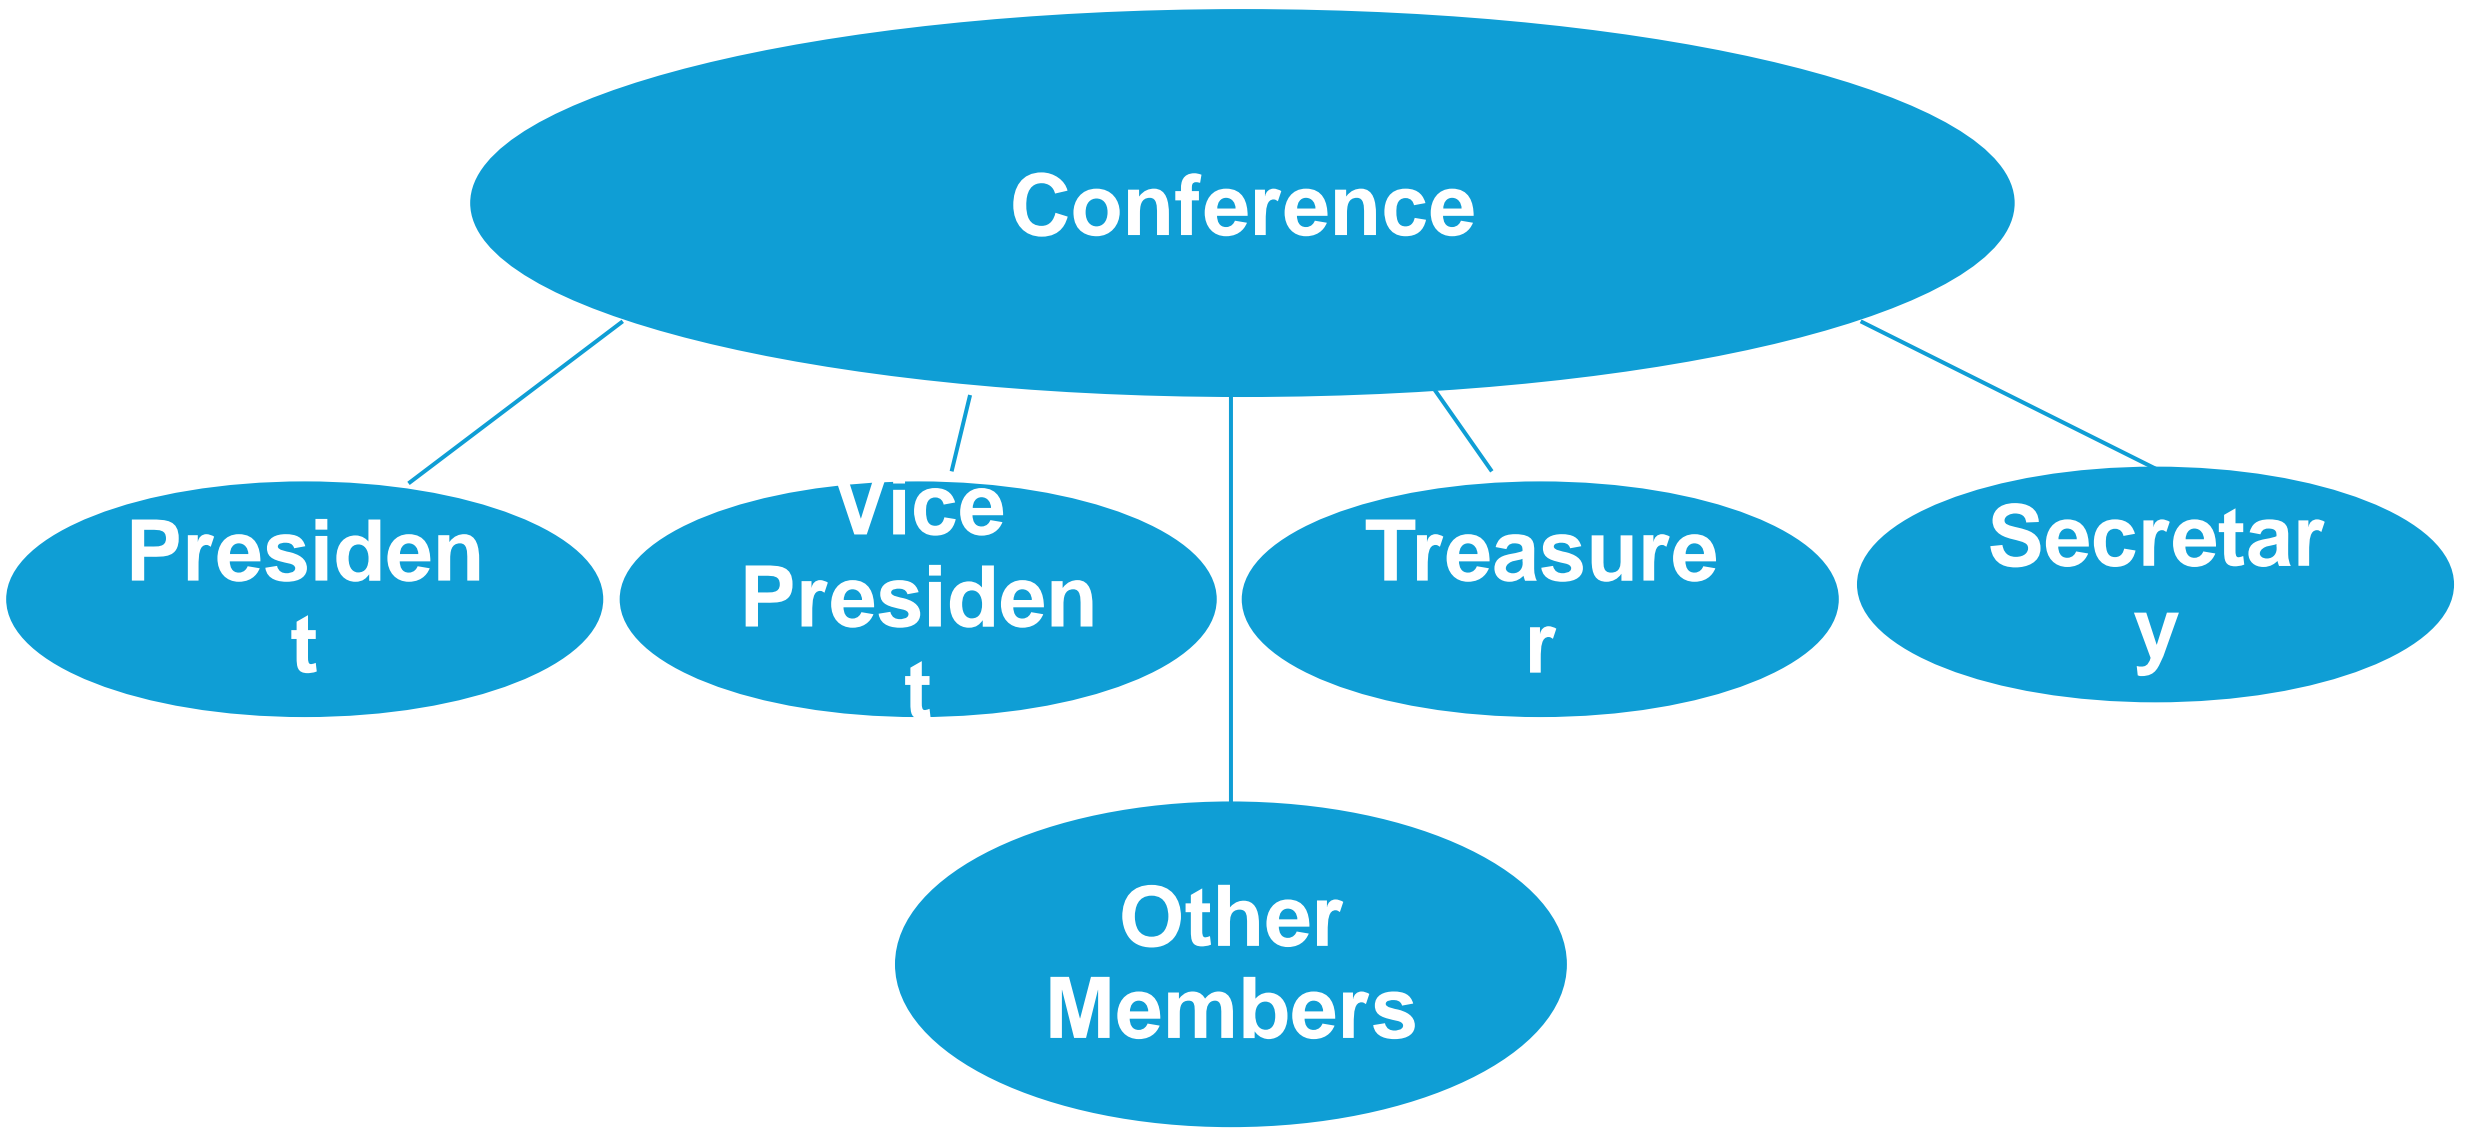 Conference
Presiden
t
Vice
Presiden
t
Treasure
r
Secretar
y
Other
Members